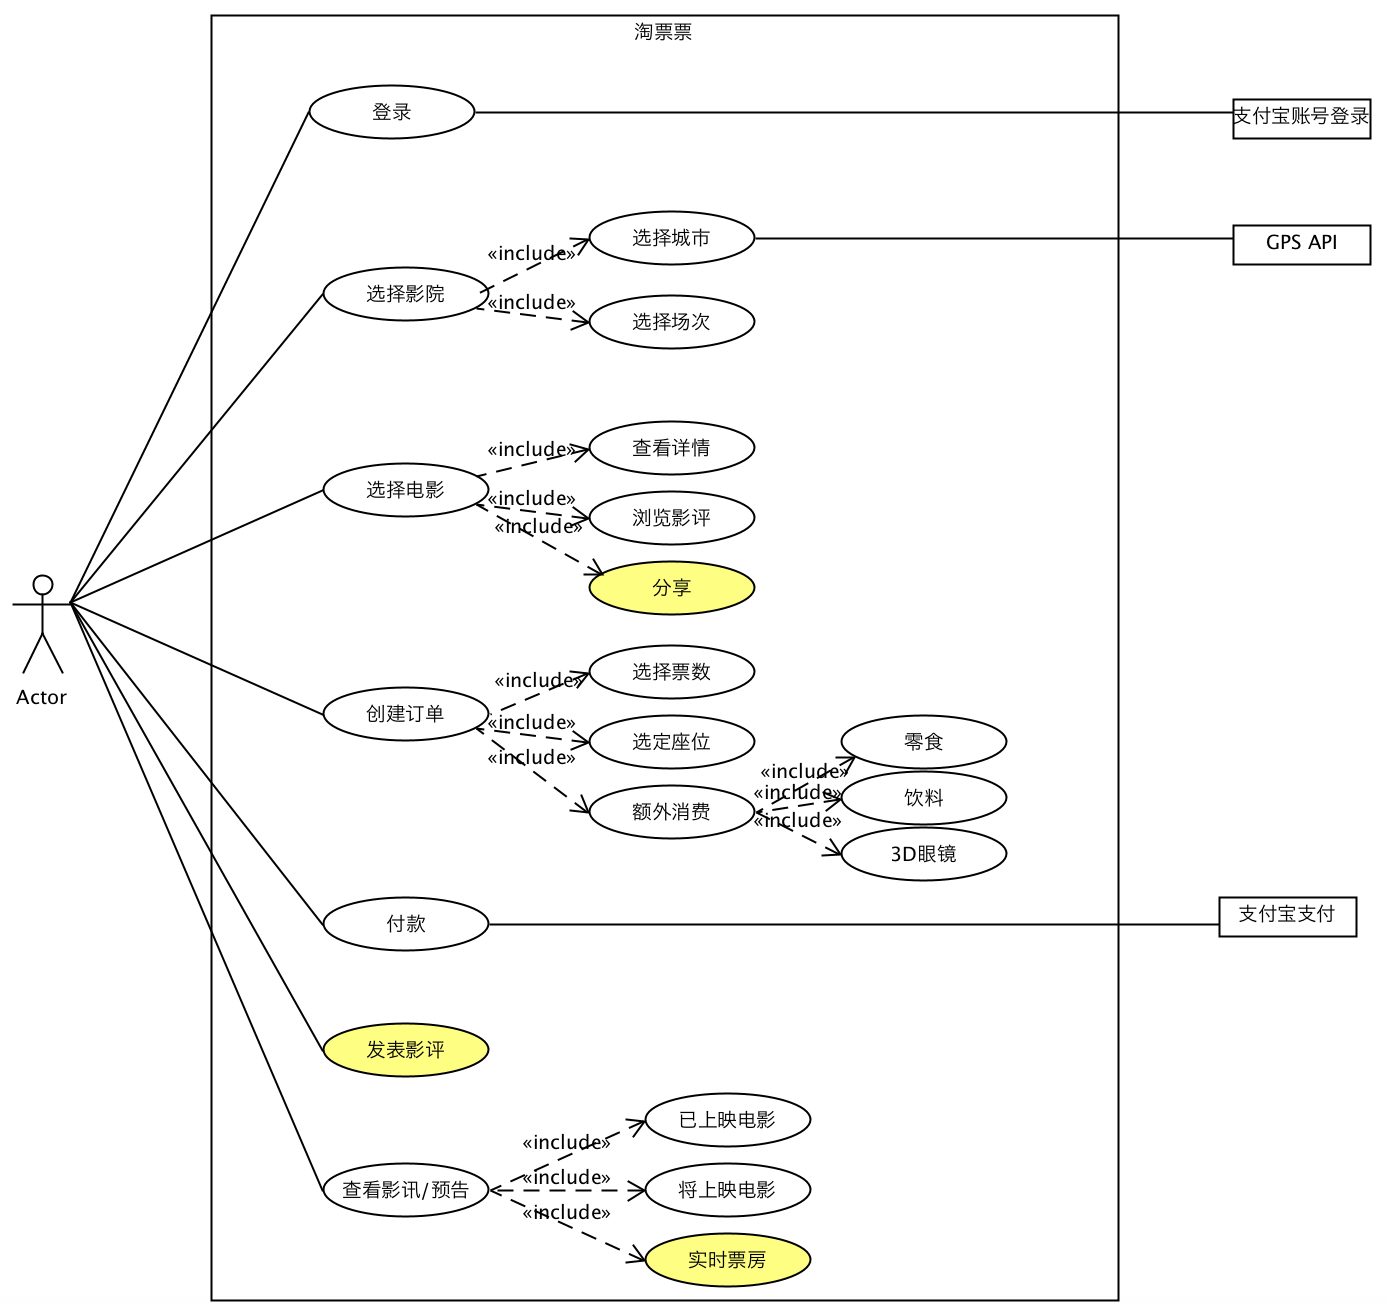 淘票票
登录
支付宝账号登录
选择城市
«include»
GPS API
选择影院
«include»
选择场次
查看详情
«include»
选择电影
«include»
浏览影评
«include»
分享
Actor
选择票数
«include»
创建订单
«include»
选定座位
«include»
零食
«include»
«include»
饮料
额外消费
«include»
3D眼镜
付款
支付宝支付
发表影评
已上映电影
«include»
查看影讯/预告
«include»
将上映电影
«include»
实时票房